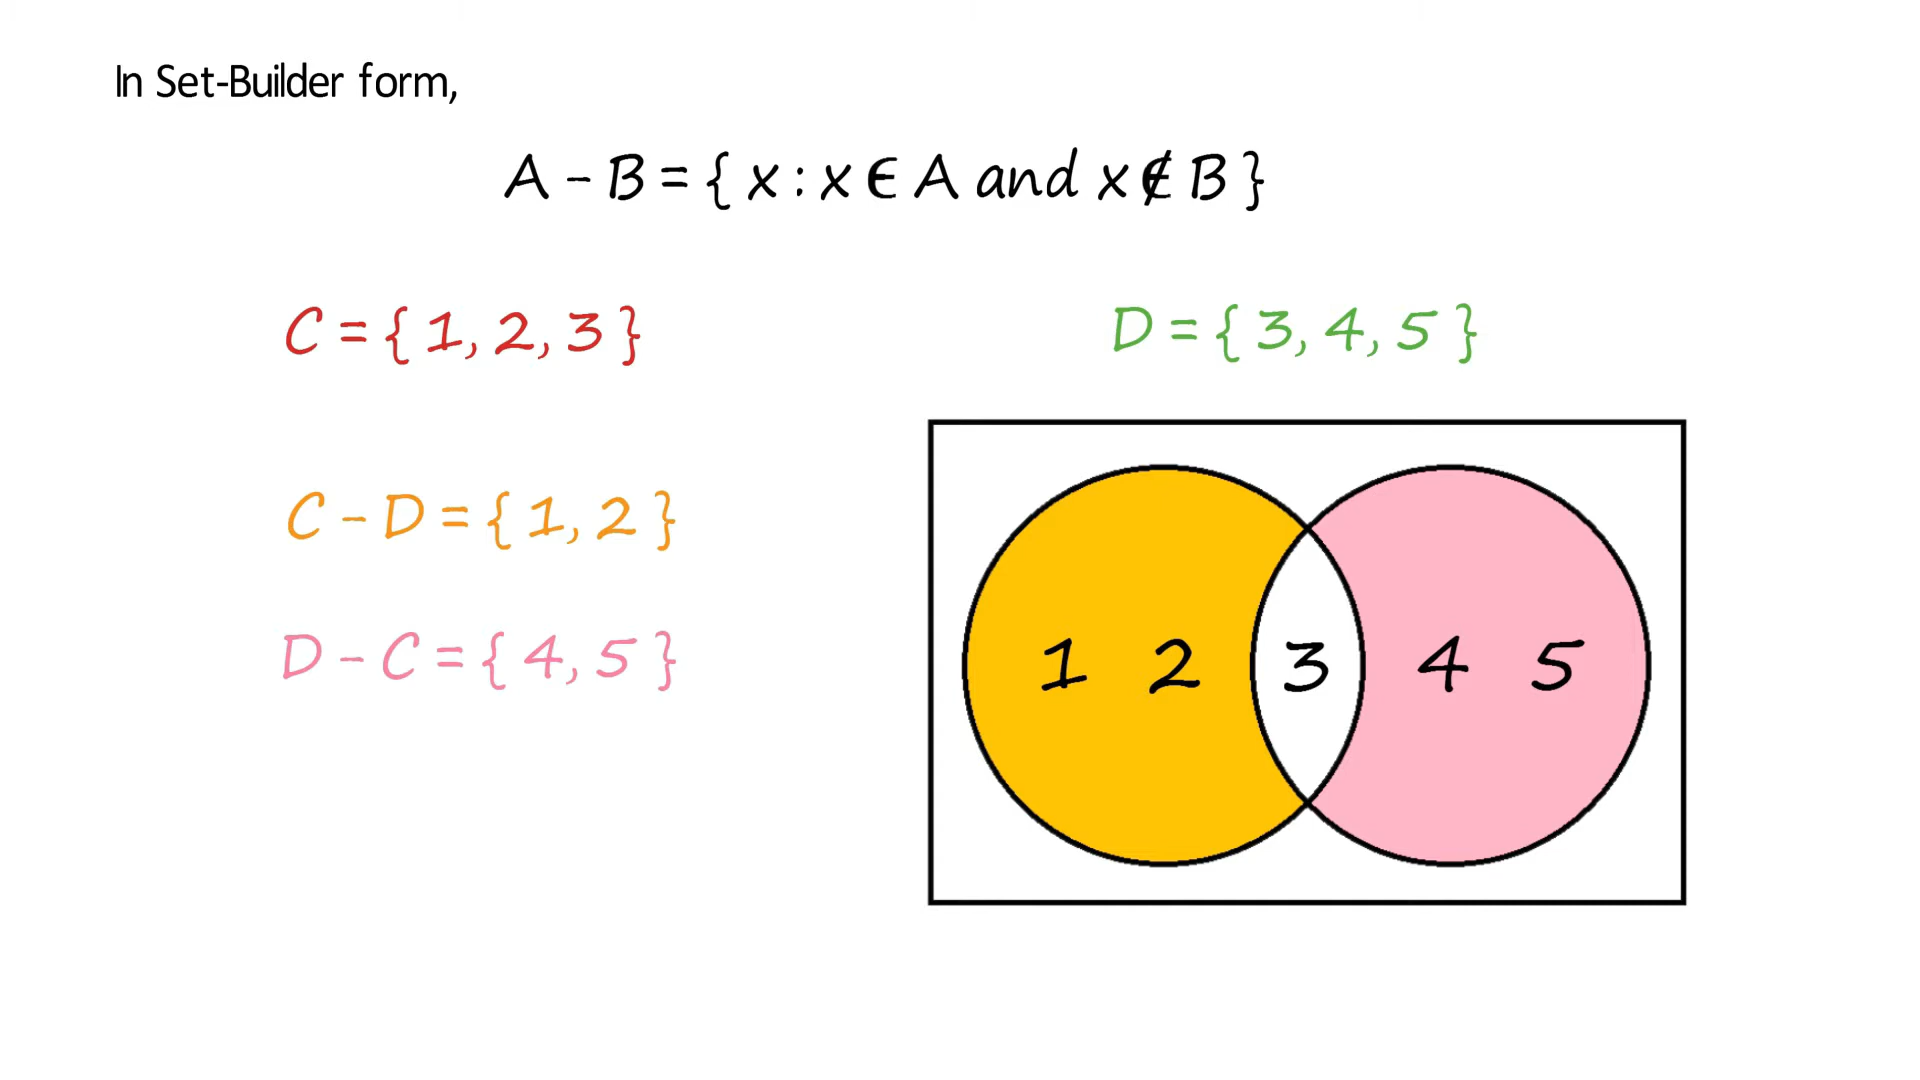 In Set-Builder form,
A - B = { x : x ∈ A and x ∉ B }
C = { 1, 2, 3 }
D = { 3, 4, 5 }
C - D = { 1, 2 }
D - C = { 4, 5 }
1 2 3 4 5